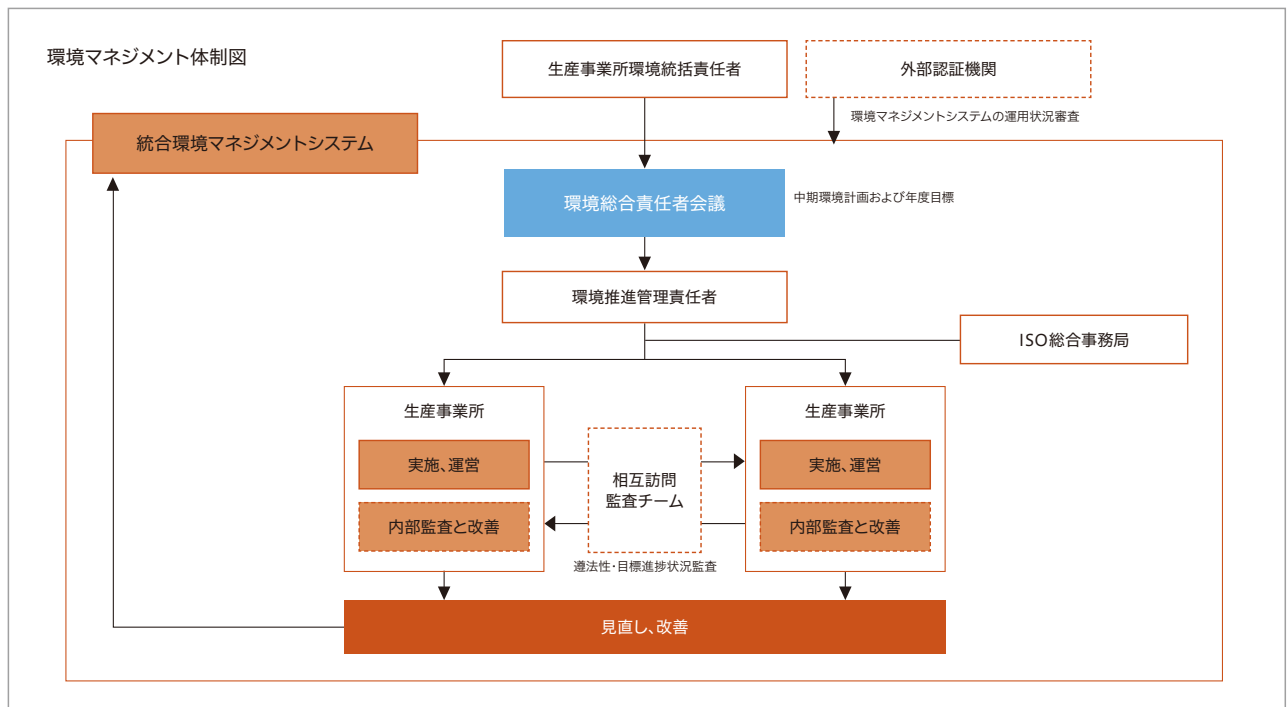 環境マネジメント体制図
生産事業所環境統括責任者
外部認証機関
環境マネジメントシステムの運用状況審査
統合環境マネジメントシステム
環境総合責任者会議
中期環境計画および年度目標
環境推進管理責任者
ISO総合事務局
生産事業所
実施、運営
内部監査と改善
相互訪問
監査チーム
遵法性・目標進捗状況監査
生産事業所
実施、運営
内部監査と改善
見直し、改善